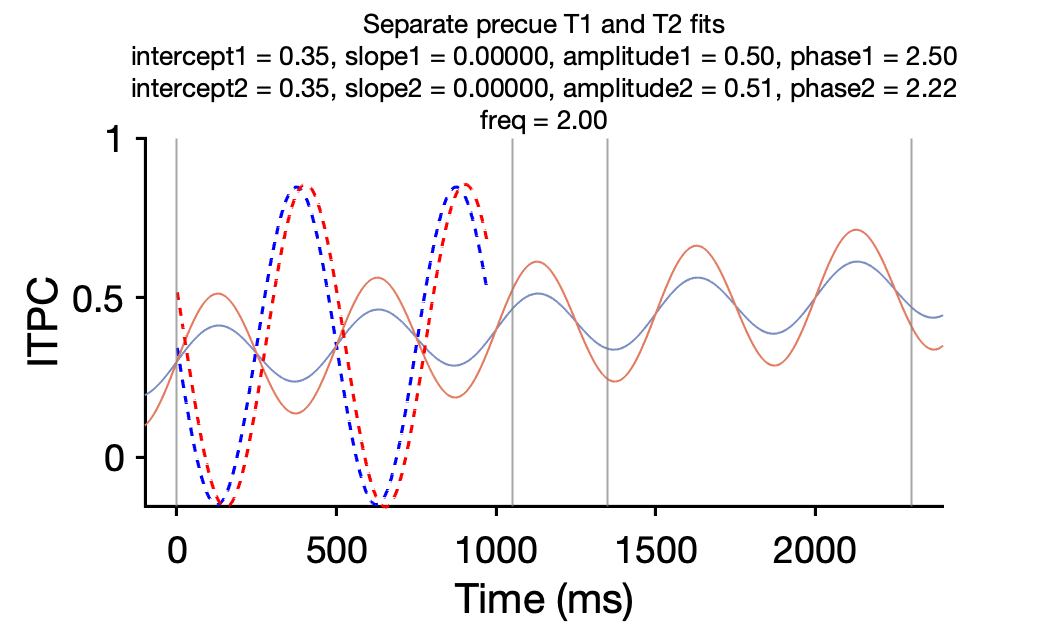 Separate precue T1 and T2 fits
intercept1 = 0.35, slope1 = 0.00000, amplitude1 = 0.50, phase1 = 2.50
intercept2 = 0.35, slope2 = 0.00000, amplitude2 = 0.51, phase2 = 2.22
freq = 2.00
1
0.5
0
ITPC
0
500
1000
1500
2000
Time (ms)